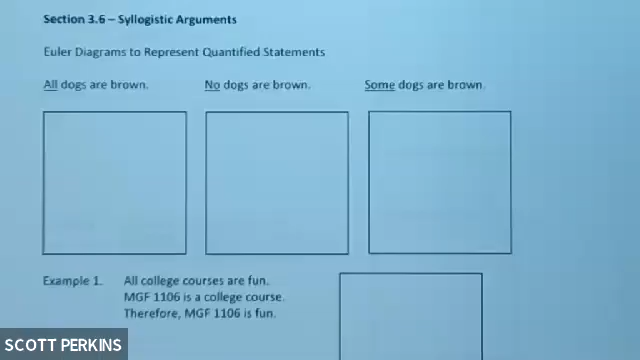 Section 3.6 – Syllogistic Arguments
Euler Diagrams to Represent Quantified Statements
All dogs are brown. No dogs are brown. Some dogs are brown.
Example 1. All college courses are fun.
MGF 1106 is a college course.
Therefore, MGF 1106 is fun.
SCOTT PERKINS